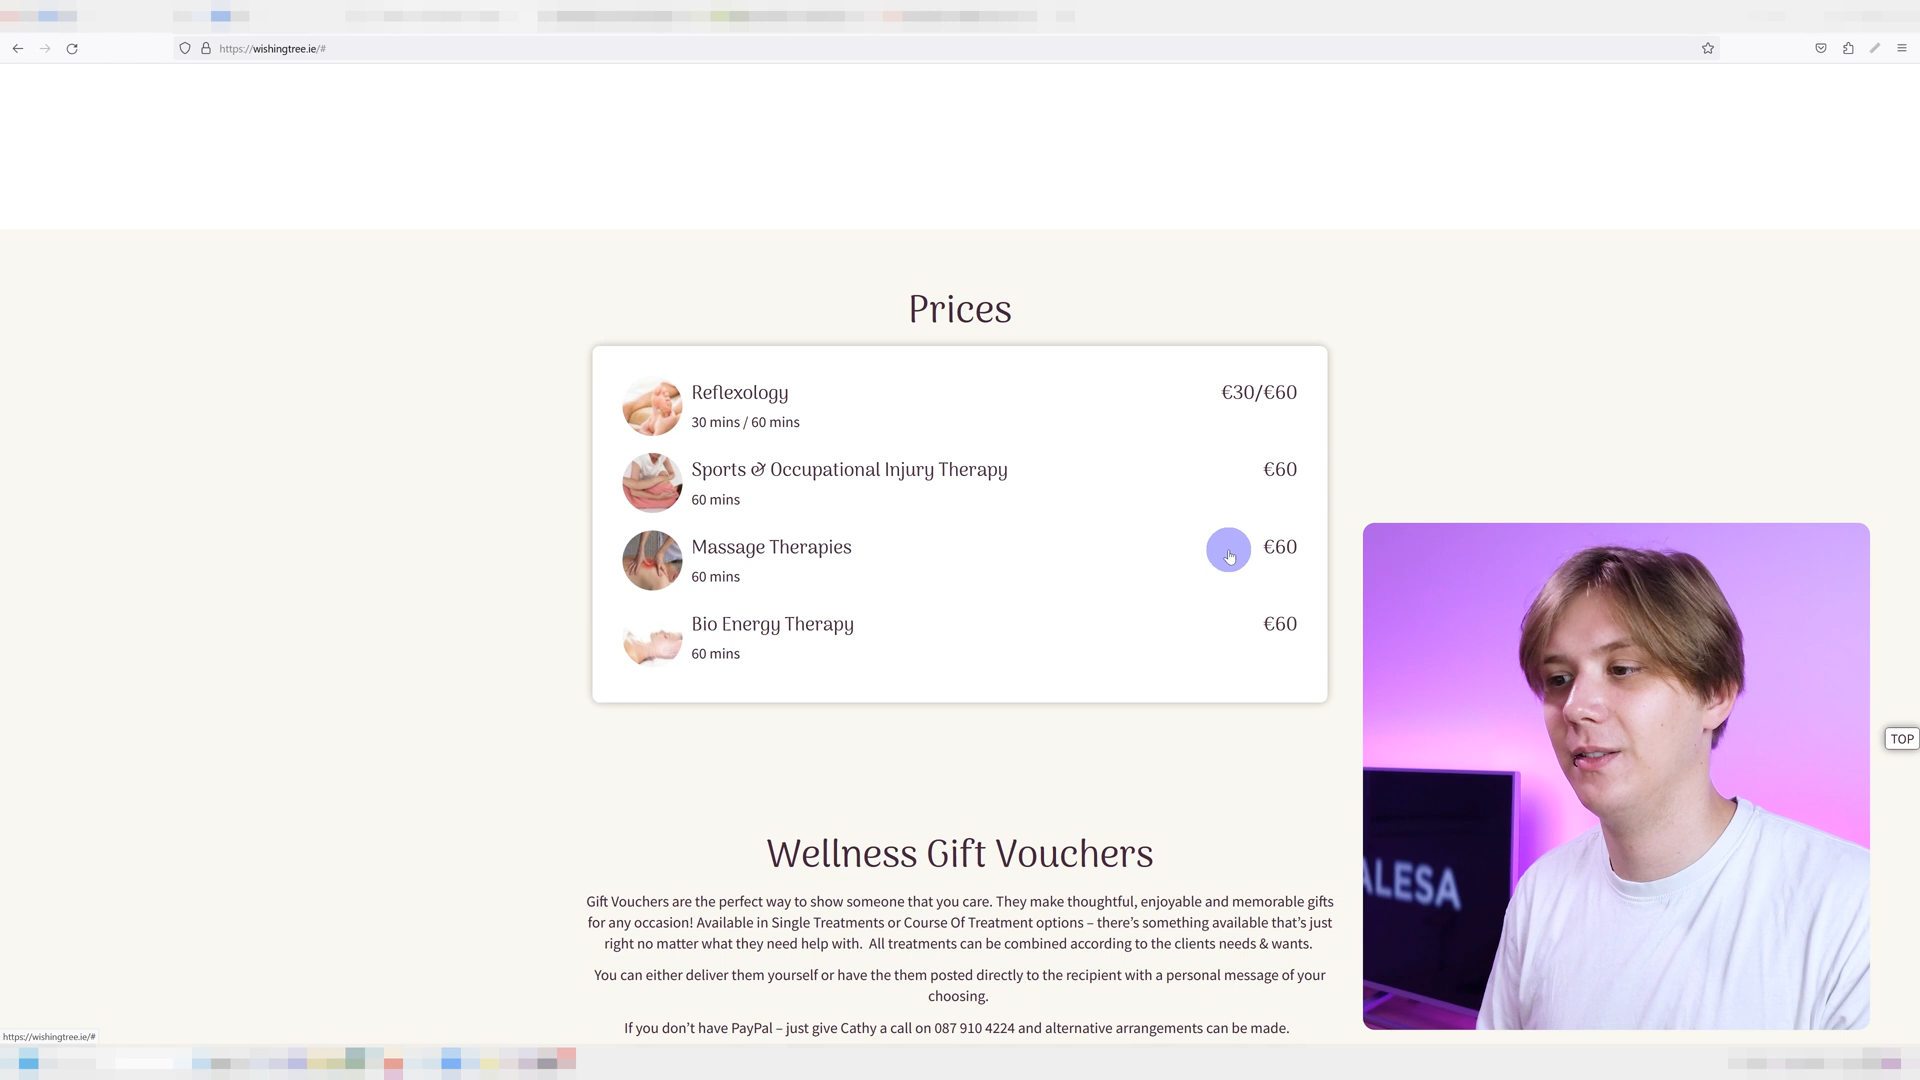 https://wishingtree.ie/#
Prices
Reflexology
€30/€60
30 mins / 60 mins
Sports & Occupational Injury Therapy
€60
60 mins
Massage Therapies
€60
60 mins
Bio Energy Therapy
€60
60 mins
ALESA
TOP
Wellness Gift Vouchers
Gift Vouchers are the perfect way to show someone that you care. They make thoughtful, enjoyable and memorable gifts
for any occasion! Available in Single Treatments or Course Of Treatment options – there's something available that's just
right no matter what they need help with.  All treatments can be combined according to the clients needs & wants.
You can either deliver them yourself or have the them posted directly to the recipient with a personal message of your
choosing.
If you don't have PayPal – just give Cathy a call on 087 910 4224 and alternative arrangements can be made.
https://wishingtree.ie/#